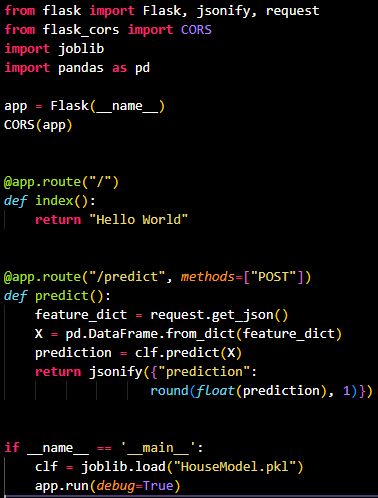 from flask import Flask, jsonify, request
from flask_cors import CORS
import joblib
import pandas as pd
app = Flask(__name__)
CORS(app)
@app.route("/")
def index():
    return "Hello World"
@app.route("/predict", methods=["POST"])
def predict():
    feature_dict = request.get_json()
    X = pd.DataFrame.from_dict(feature_dict)
    prediction = clf.predict(X)
    return jsonify({"prediction":
                    round(float(prediction), 1)})
if __name__ == '__main__':
    clf = joblib.load("HouseModel.pkl")
    app.run(debug=True)